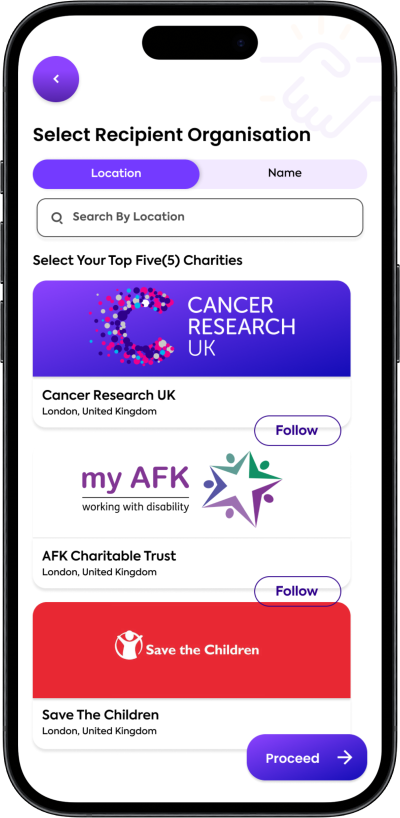 Select Recipient Organisation
Location
Name
Search By Location
Select Your Top Five(5) Charities
CANCER
RESEARCH
UK
Cancer Research UK
London, United Kingdom
Follow
my AFK
working with disability
AFK Charitable Trust
London, United Kingdom
Follow
Save the Children
Save The Children
London, United Kingdom
Proceed